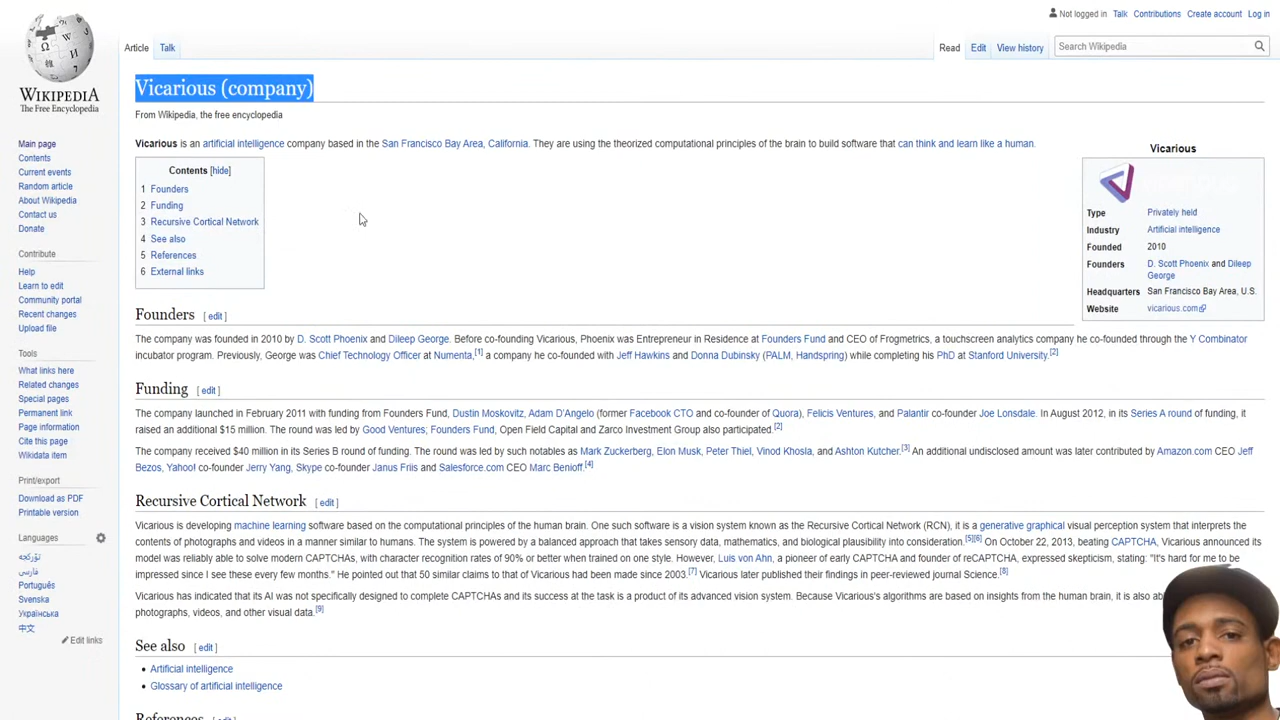 Not logged in Talk Contributions Create account Log in
Article Talk
Read Edit View history Search Wikipedia
WIKIPEDIA
The Free Encyclopedia
Main page
Contents
Current events
Random article
About Wikipedia
Contact us
Donate
Contribute
Help
Learn to edit
Community portal
Recent changes
Upload file
Tools
What links here
Related changes
Special pages
Permanent link
Page information
Cite this page
Wikidata item
Print/export
Download as PDF
Printable version
Languages
تۆرکجه
فارسی
Português
Svenska
Українська
中文
Edit links
Vicarious (company)
From Wikipedia, the free encyclopedia
Vicarious is an artificial intelligence company based in the San Francisco Bay Area, California. They are using the theorized computational principles of the brain to build software that can think and learn like a human.
Contents [hide]
1 Founders
2 Funding
3 Recursive Cortical Network
4 See also
5 References
6 External links
Vicarious
Type Privately held
Industry Artificial intelligence
Founded 2010
Founders D. Scott Phoenix and Dileep
George
Headquarters San Francisco Bay Area, U.S.
Website vicarious.com
Founders [ edit ]
The company was founded in 2010 by D. Scott Phoenix and Dileep George. Before co-founding Vicarious, Phoenix was Entrepreneur in Residence at Founders Fund and CEO of Frogmetrics, a touchscreen analytics company he co-founded through the Y Combinator
incubator program. Previously, George was Chief Technology Officer at Numenta,[1] a company he co-founded with Jeff Hawkins and Donna Dubinsky (PALM, Handspring) while completing his PhD at Stanford University.[2]
Funding [ edit ]
The company launched in February 2011 with funding from Founders Fund, Dustin Moskovitz, Adam D'Angelo (former Facebook CTO and co-founder of Quora), Felicis Ventures, and Palantir co-founder Joe Lonsdale. In August 2012, in its Series A round of funding, it
raised an additional $15 million. The round was led by Good Ventures; Founders Fund, Open Field Capital and Zarco Investment Group also participated.[2]
The company received $40 million in its Series B round of funding. The round was led by such notables as Mark Zuckerberg, Elon Musk, Peter Thiel, Vinod Khosla, and Ashton Kutcher.[3] An additional undisclosed amount was later contributed by Amazon.com CEO Jeff
Bezos, Yahoo! co-founder Jerry Yang, Skype co-founder Janus Friis and Salesforce.com CEO Marc Benioff.[4]
Recursive Cortical Network [ edit ]
Vicarious is developing machine learning software based on the computational principles of the human brain. One such software is a vision system known as the Recursive Cortical Network (RCN), it is a generative graphical visual perception system that interprets the
contents of photographs and videos in a manner similar to humans. The system is powered by a balanced approach that takes sensory data, mathematics, and biological plausibility into consideration.[5][6] On October 22, 2013, beating CAPTCHA, Vicarious announced its
model was reliably able to solve modern CAPTCHAs, with character recognition rates of 90% or better when trained on one style. However, Luis von Ahn, a pioneer of early CAPTCHA and founder of reCAPTCHA, expressed skepticism, stating: "It's hard for me to be
impressed since I see these every few months." He pointed out that 50 similar claims to that of Vicarious had been made since 2003.[7] Vicarious later published their findings in peer-reviewed journal Science.[8]
Vicarious has indicated that its AI was not specifically designed to complete CAPTCHAs and its success at the task is a product of its advanced vision system. Because Vicarious's algorithms are based on insights from the human brain, it is also
photographs, videos, and other visual data.[9]
See also [ edit ]
Artificial intelligence
Glossary of artificial intelligence
References